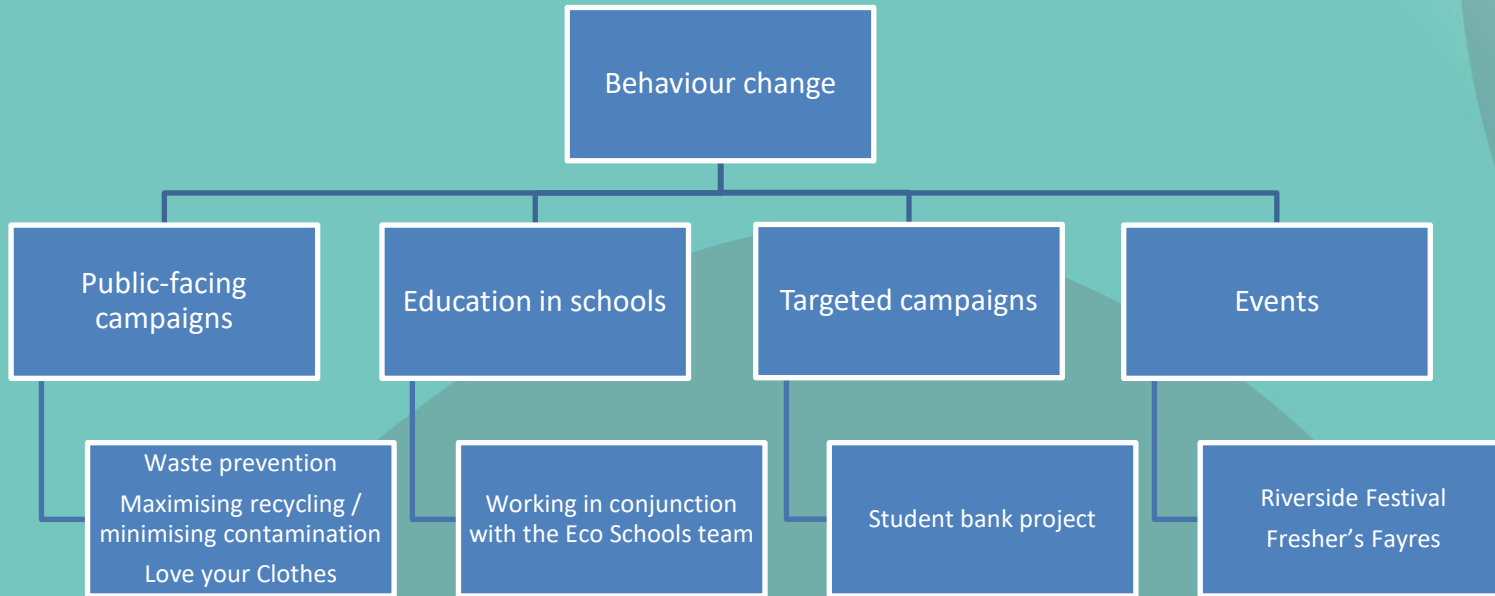 Behaviour change
Public-facing
campaigns
Education in schools
Targeted campaigns
Events
Waste prevention
Maximising recycling /
minimising contamination
Love your Clothes
Working in conjunction
with the Eco Schools team
Student bank project
Riverside Festival
Fresher’s Fayres